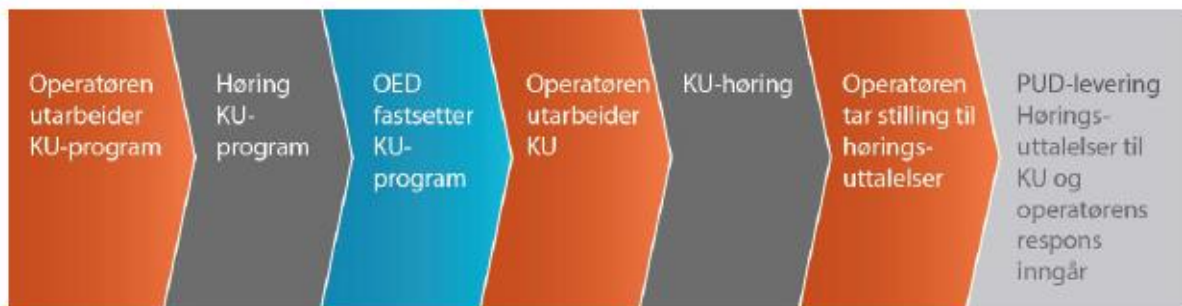 Operatøren
utarbeider
KU-program
Høring
KU-
program
OED
fastsetter
KU-
program
Operatøren
utarbeider
KU
KU-høring
Operatøren
tar stilling til
hørings-
uttalelser
PUD-levering
Hørings-
uttalelser til
KU og
operatørens
respons
inngår